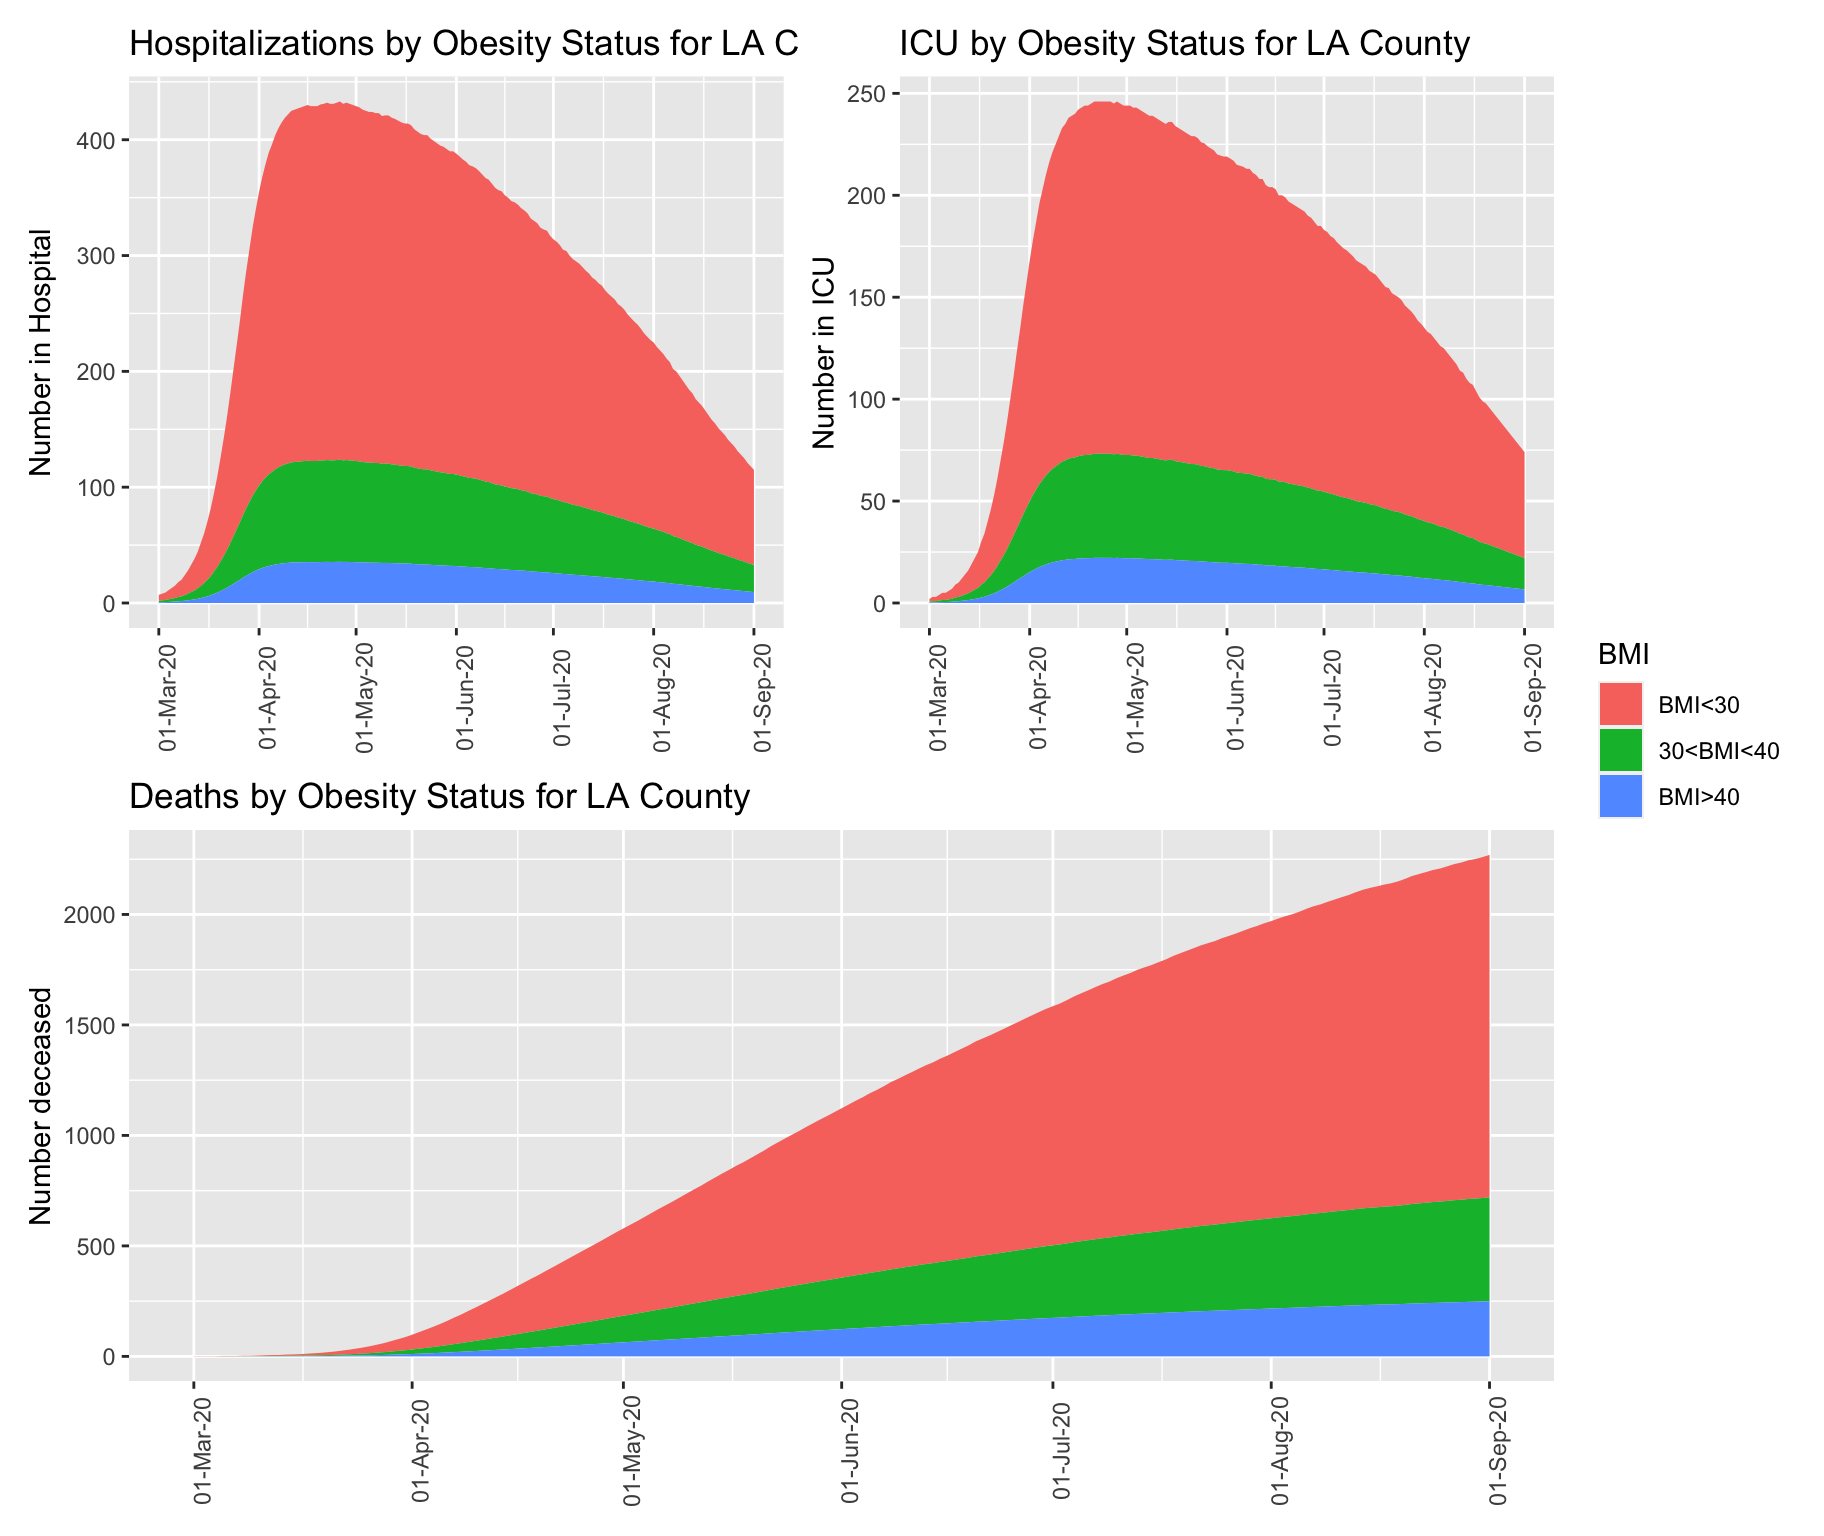 Hospitalizations by Obesity Status for LA C
Number in Hospital
400
300
200
100
0
01-Mar-20
01-Apr-20
01-May-20
01-Jun-20
01-Jul-20
01-Aug-20
01-Sep-20
ICU by Obesity Status for LA County
Number in ICU
250
200
150
100
50
0
01-Mar-20
01-Apr-20
01-May-20
01-Jun-20
01-Jul-20
01-Aug-20
01-Sep-20
BMI
BMI<30
30<BMI<40
BMI>40
Deaths by Obesity Status for LA County
Number deceased
2000
1500
1000
500
0
01-Mar-20
01-Apr-20
01-May-20
01-Jun-20
01-Jul-20
01-Aug-20
01-Sep-20